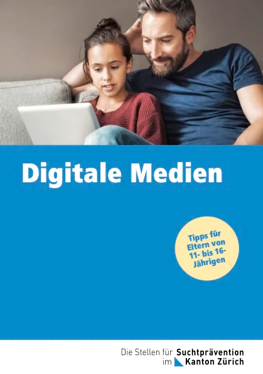 Digitale Medien
Tipps für
Eltern von
11- bis 16-
Jährigen
Die Stellen für Suchtprävention
im Kanton Zürich